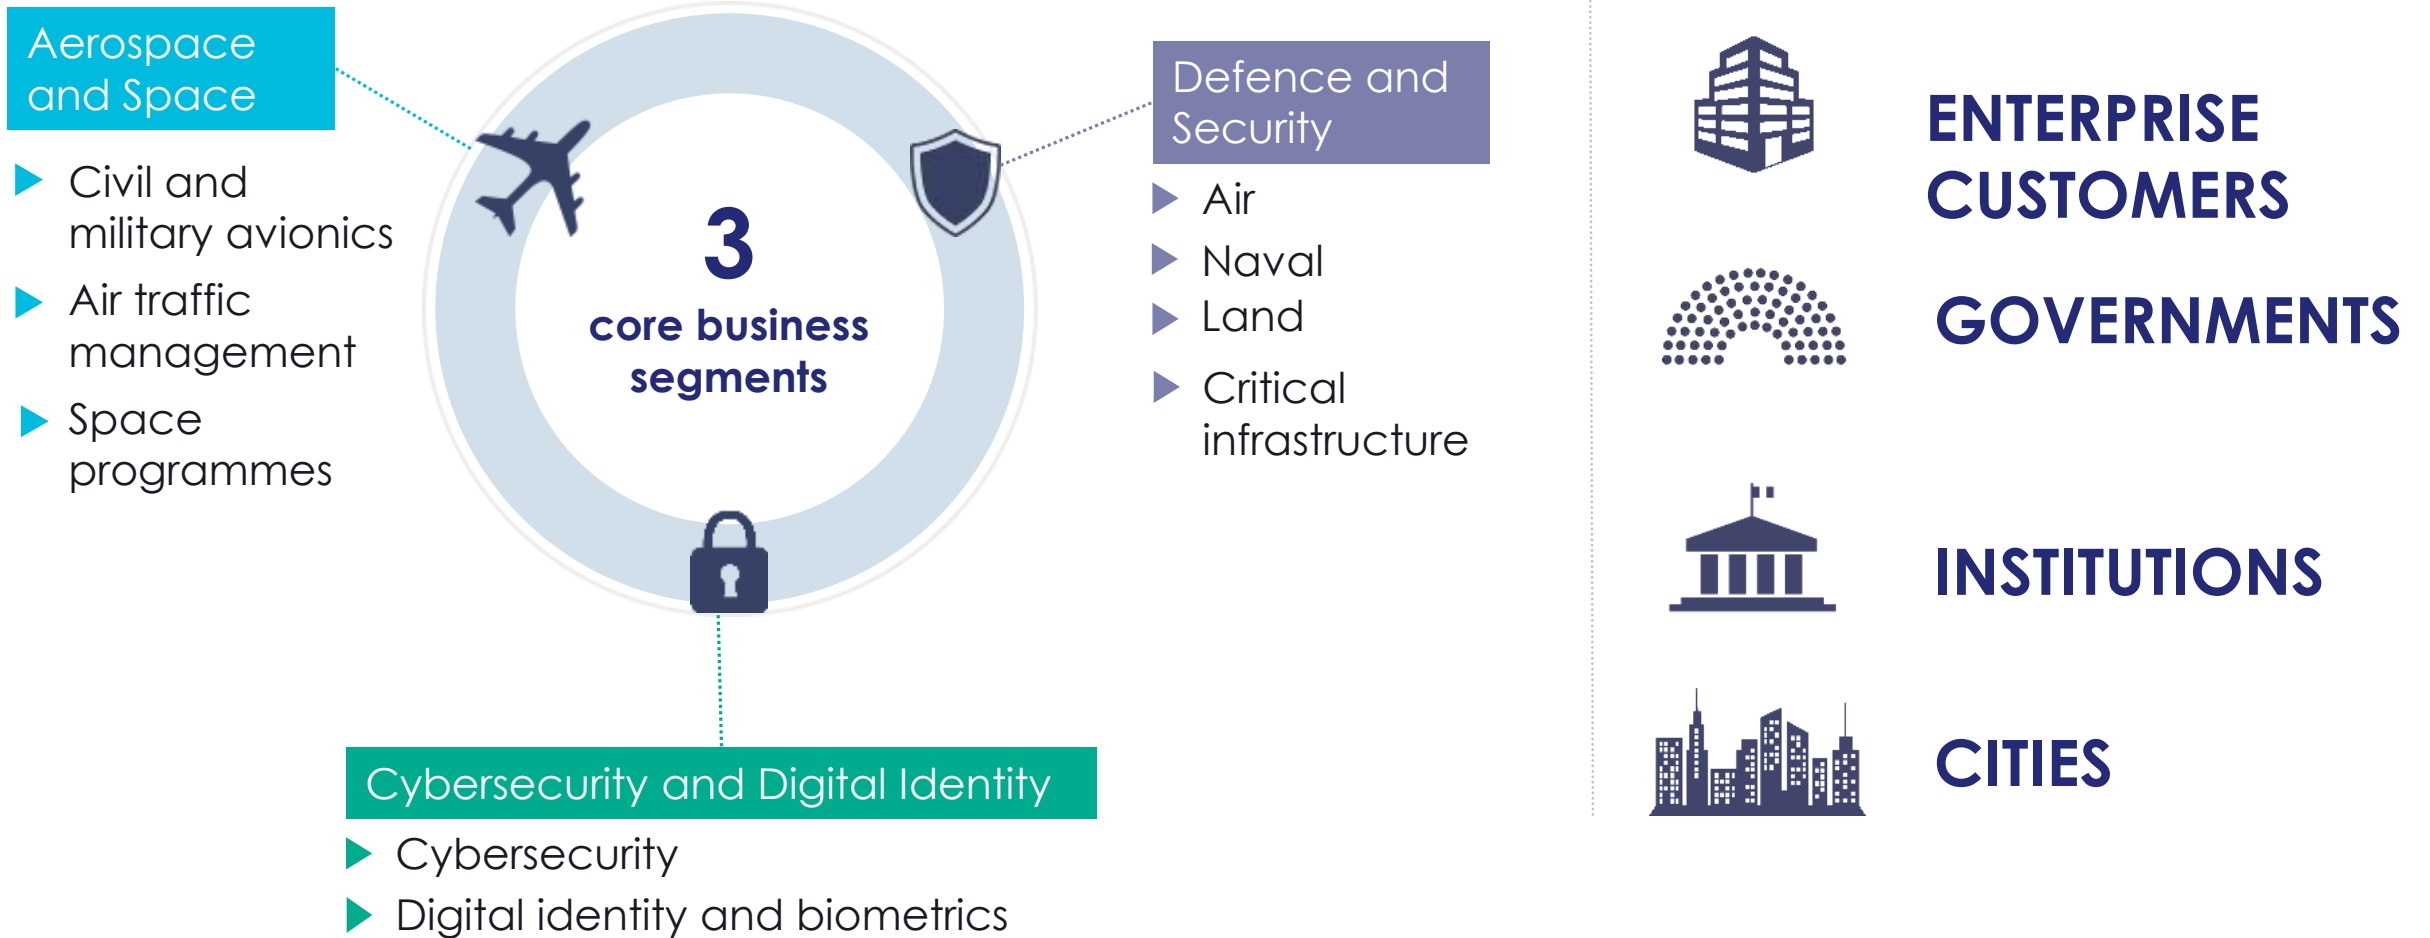 Aerospace
and Space
Civil and
military avionics
Air traffic
management
Space
programmes
3
core business
segments
Defence and
Security
Air
Naval
Land
Critical
infrastructure
Cybersecurity and Digital Identity
Cybersecurity
Digital identity and biometrics
ENTERPRISE
CUSTOMERS
GOVERNMENTS
INSTITUTIONS
CITIES